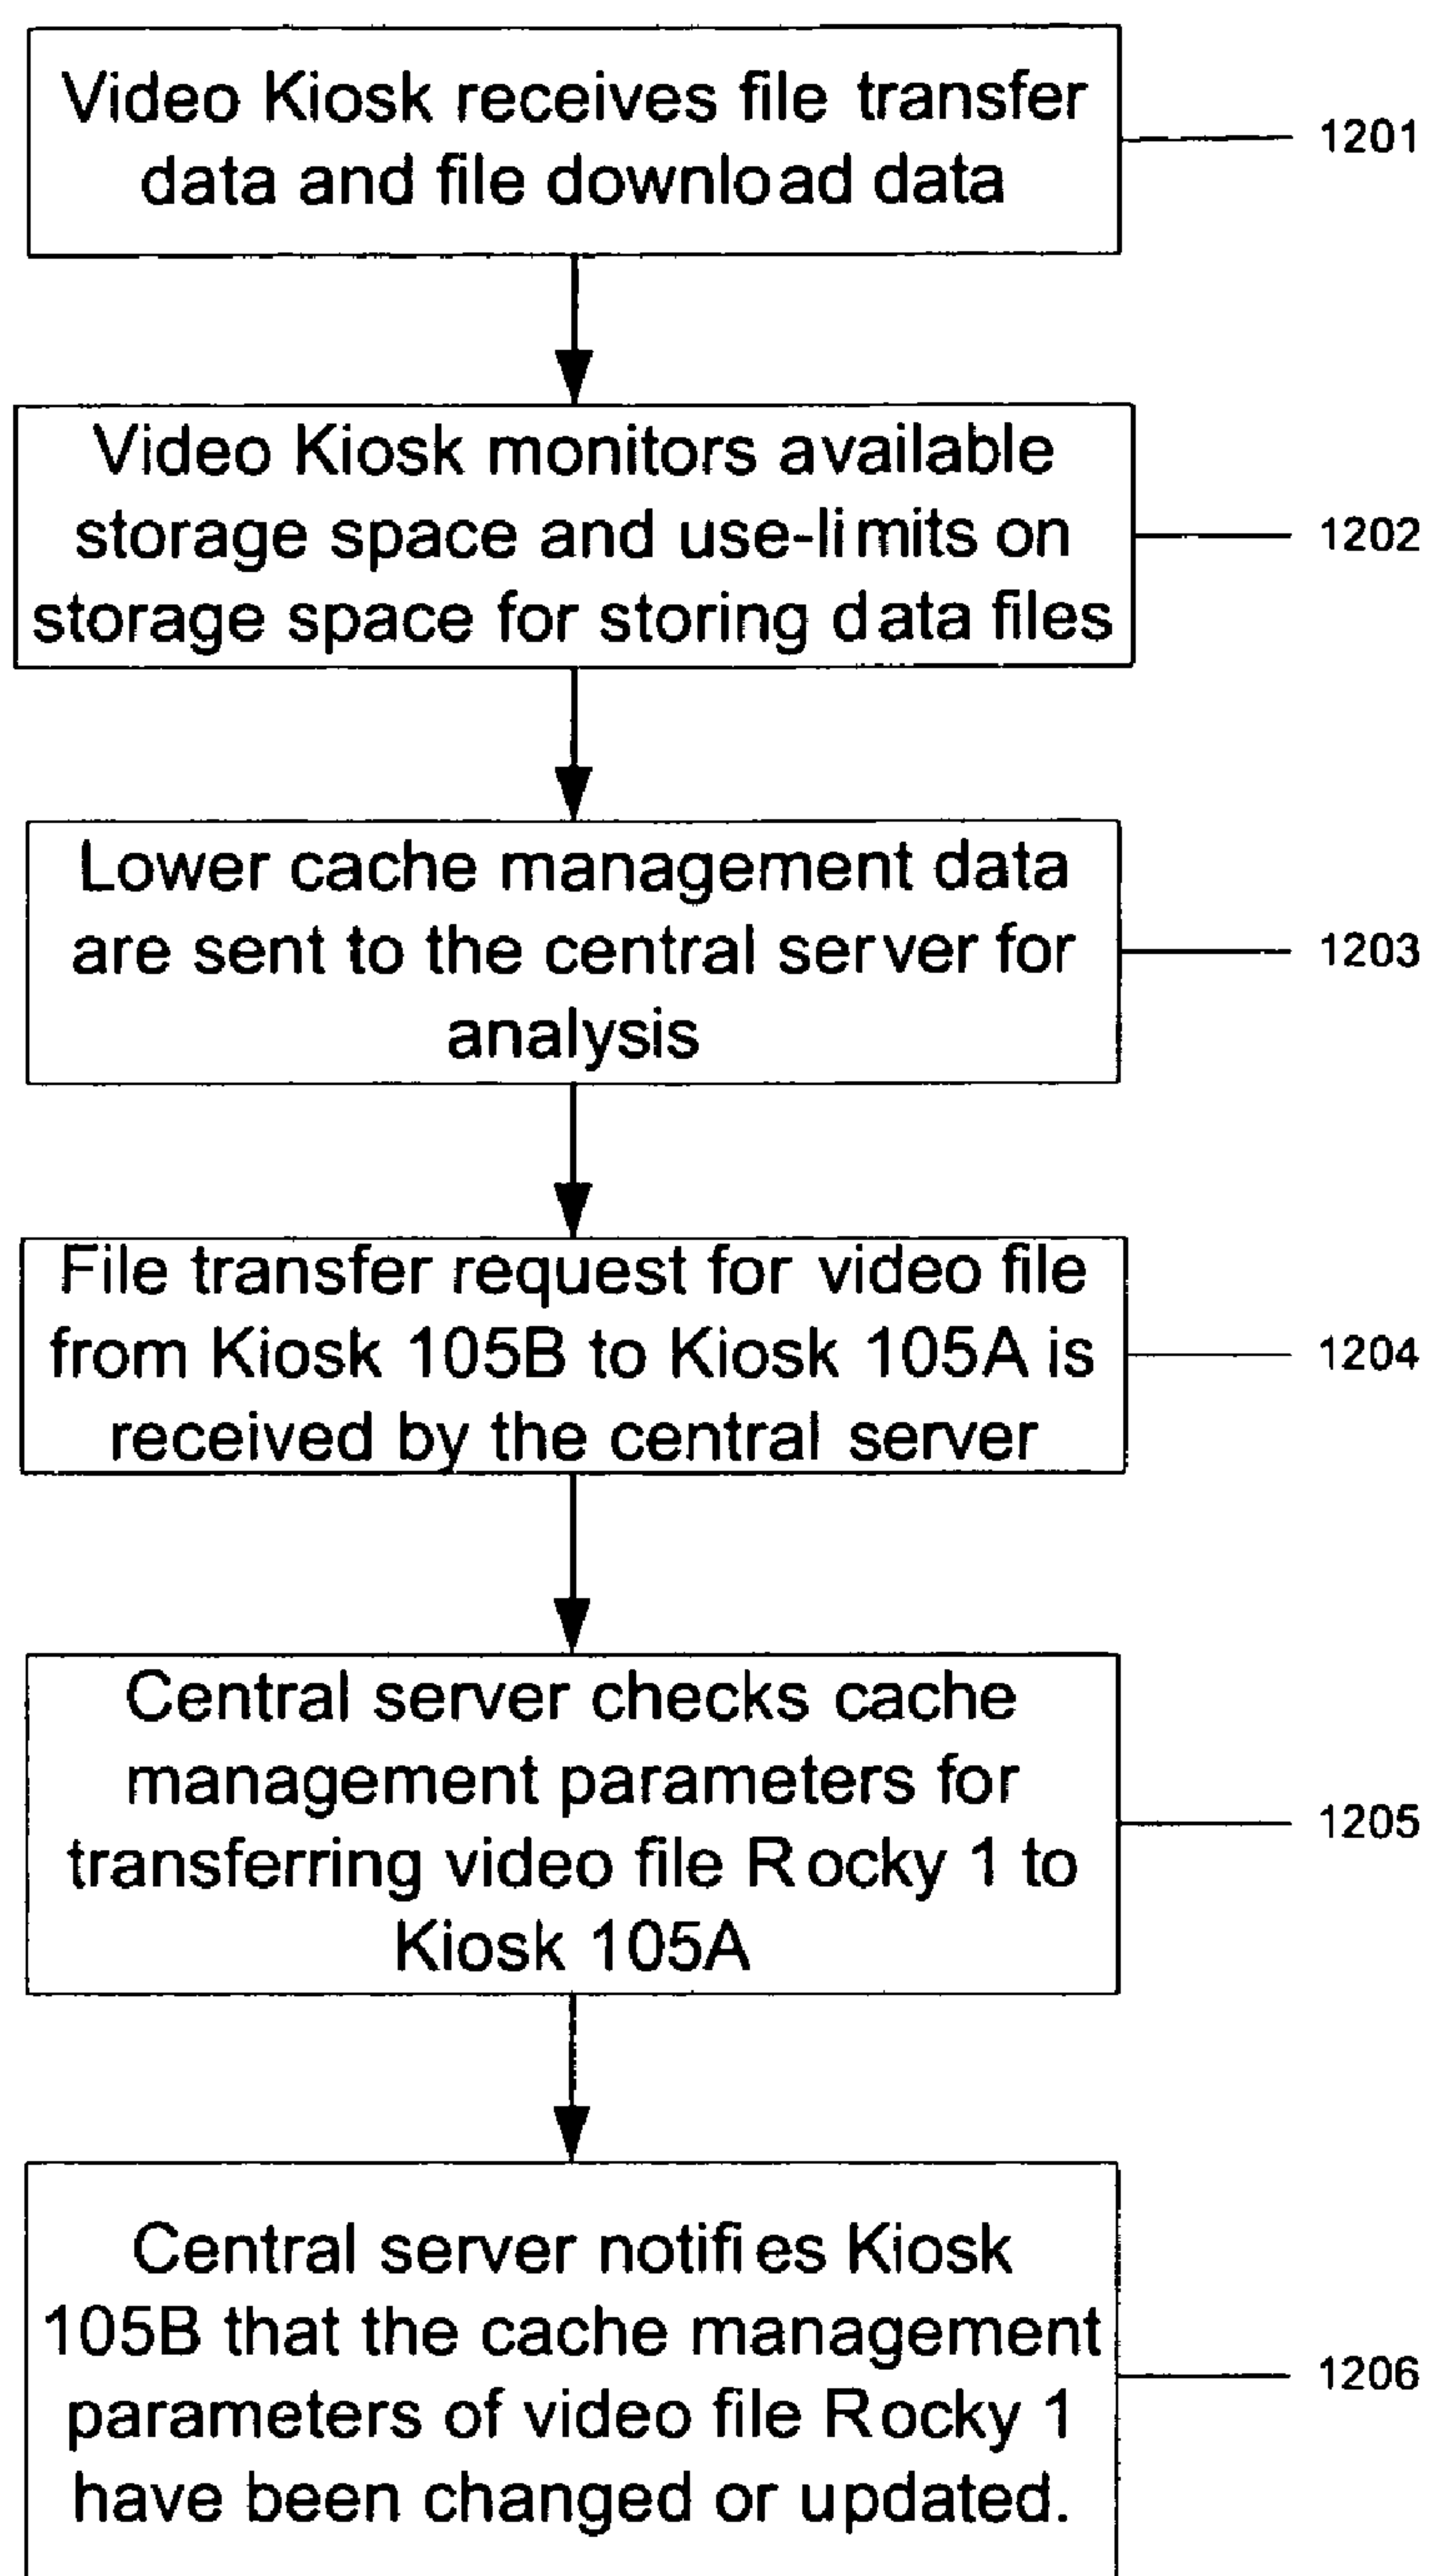 Video Kiosk receives file transfer
data and file download data
1201
Video Kiosk monitors available
storage space and use-limits on
storage space for storing data files
1202
Lower cache management data
are sent to the central server for
analysis
1203
File transfer request for video file
from Kiosk 105B to Kiosk 105A is
received by the central server
1204
Central server checks cache
management parameters for
transferring video file Rocky 1 to
Kiosk 105A
1205
Central server notifies Kiosk
105B that the cache management
parameters of video file Rocky 1
have been changed or updated.
1206